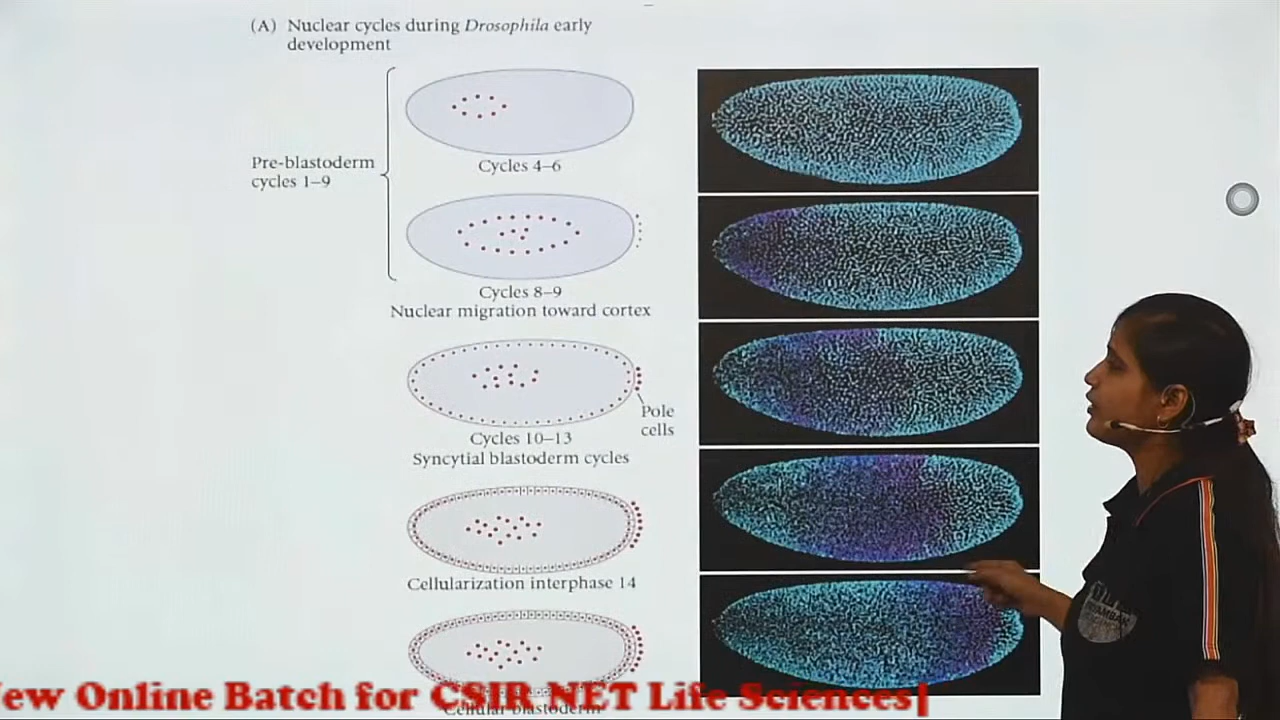 (A) Nuclear cycles during Drosophila early
development
Pre-blastoderm
cycles 1–9
Cycles 4–6
Cycles 8–9
Nuclear migration toward cortex
Pole
cells
Cycles 10–13
Syncytial blastoderm cycles
Cellularization interphase 14
Cellular blastoderm
New Online Batch for CSIR NET Life Sciences|